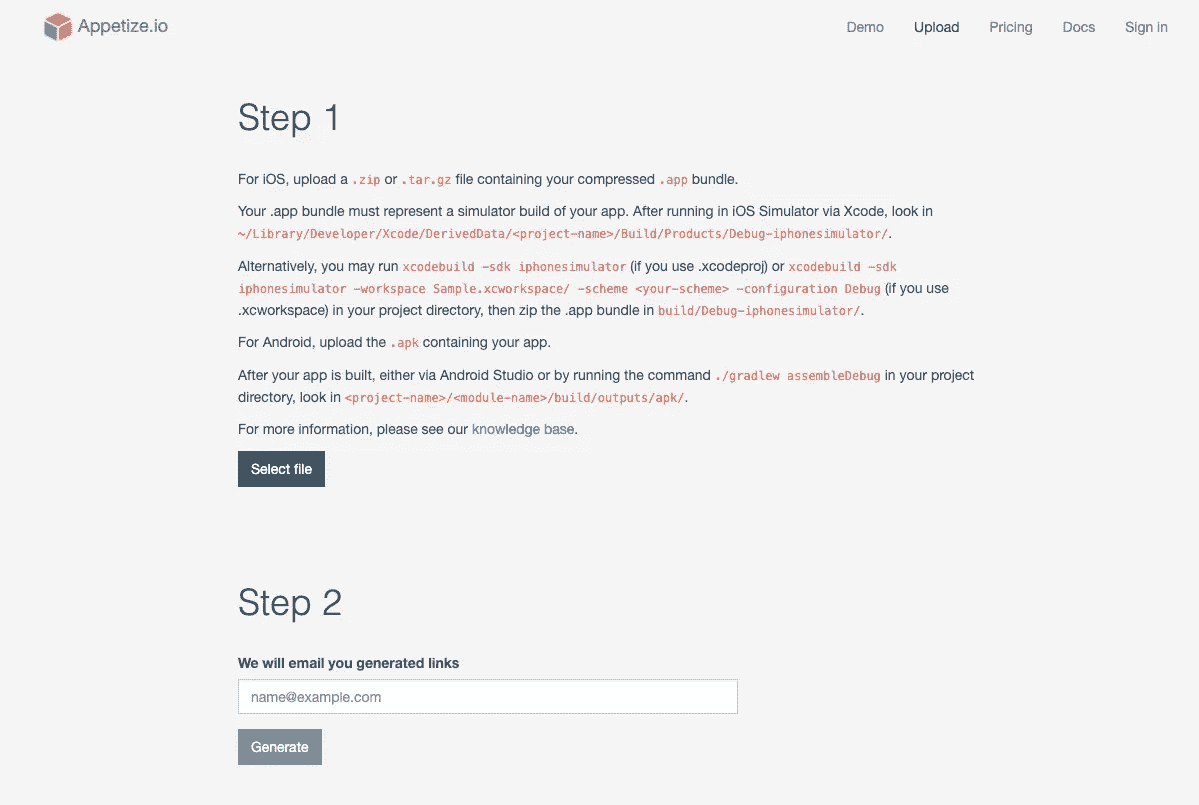 Appetize.io
Demo Upload Pricing Docs Sign in
Step 1
For iOS, upload a .zip or .tar.gz file containing your compressed .app bundle.
Your .app bundle must represent a simulator build of your app. After running in iOS Simulator via Xcode, look in
~/Library/Developer/Xcode/DerivedData/<project-name>/Build/Products/Debug-iphonesimulator/.
Alternatively, you may run xcodebuild -sdk iphonesimulator (if you use .xcodeproj) or xcodebuild -sdk
iphonesimulator -workspace Sample.xcworkspace/ -scheme <your-scheme> -configuration Debug (if you use
.xcworkspace) in your project directory, then zip the .app bundle in build/Debug-iphonesimulator/.
For Android, upload the .apk containing your app.
After your app is built, either via Android Studio or by running the command ./gradlew assembleDebug in your project
directory, look in <project-name>/<module-name>/build/outputs/apk/.
For more information, please see our knowledge base.
Select file
Step 2
We will email you generated links
name@example.com
Generate